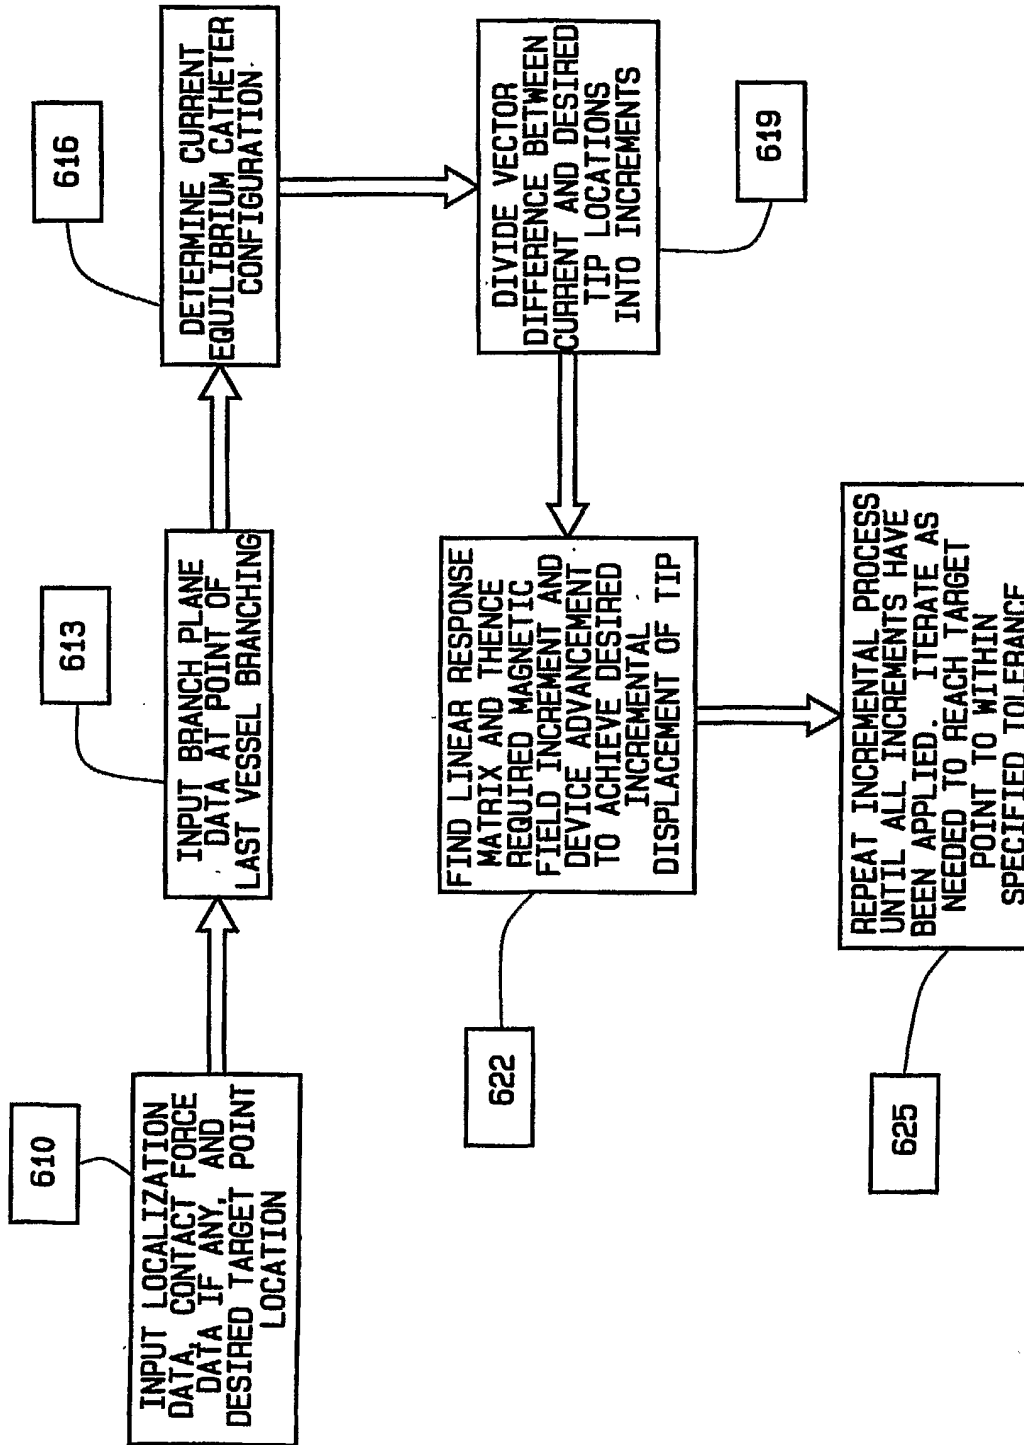 610
INPUT LOCALIZATION
DATA, CONTACT FORCE
DATA IF ANY, AND
DESIRED TARGET POINT
LOCATION
613
INPUT BRANCH PLANE
DATA AT POINT OF
LAST VESSEL BRANCHING
616
DETERMINE CURRENT
EQUILIBRIUM CATHETER
CONFIGURATION
DIVIDE VECTOR
DIFFERENCE BETWEEN
CURRENT AND DESIRED
TIP LOCATIONS
INTO INCREMENTS
619
622
FIND LINEAR RESPONSE
MATRIX AND THENCE
REQUIRED MAGNETIC
FIELD INCREMENT AND
DEVICE ADVANCEMENT
TO ACHIEVE DESIRED
INCREMENTAL
DISPLACEMENT OF TIP
625
REPEAT INCREMENTAL PROCESS
UNTIL ALL INCREMENTS HAVE
BEEN APPLIED. ITERATE AS
NEEDED TO REACH TARGET
POINT TO WITHIN
SPECIFIED TOLERANCE